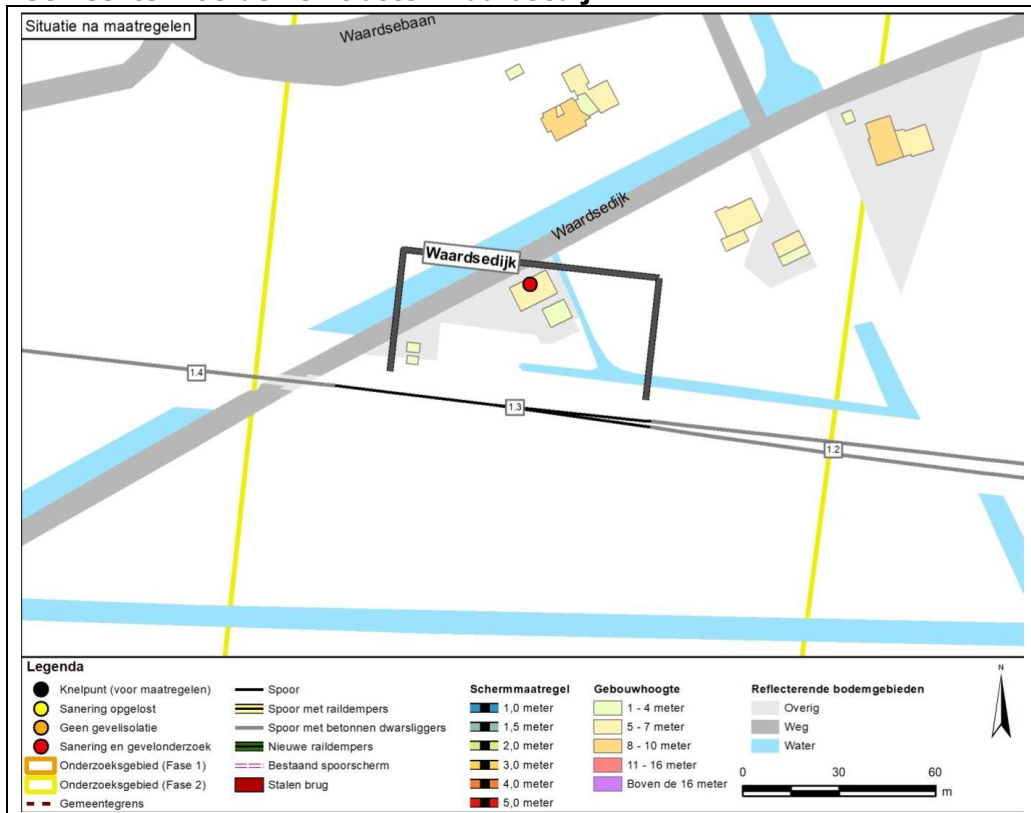 Situatie na maatregelen
Waardsebaan
Waardsedijk
Waardsedijk
1.4
1.3
1.2
Legenda
Knelpunt (voor maatregelen)
Sanering opgelost
Geen gevelisolatie
Sanering en gevelonderzoek
Onderzoeksgebied (Fase 1)
Onderzoeksgebied (Fase 2)
Gemeentegrens
Spoor
Spoor met raildempers
Spoor met betonnen dwarsliggers
Nieuwe raildempers
Bestaand spoorscherm
Stalen brug
Schermmaatregel
1,0 meter
1,5 meter
2,0 meter
3,0 meter
4,0 meter
5,0 meter
Gebouwhoogte
1 - 4 meter
5 - 7 meter
8 - 10 meter
11 - 16 meter
Boven de 16 meter
Reflecterende bodemgebieden
Overig
Weg
Water
N
0 30 60
m